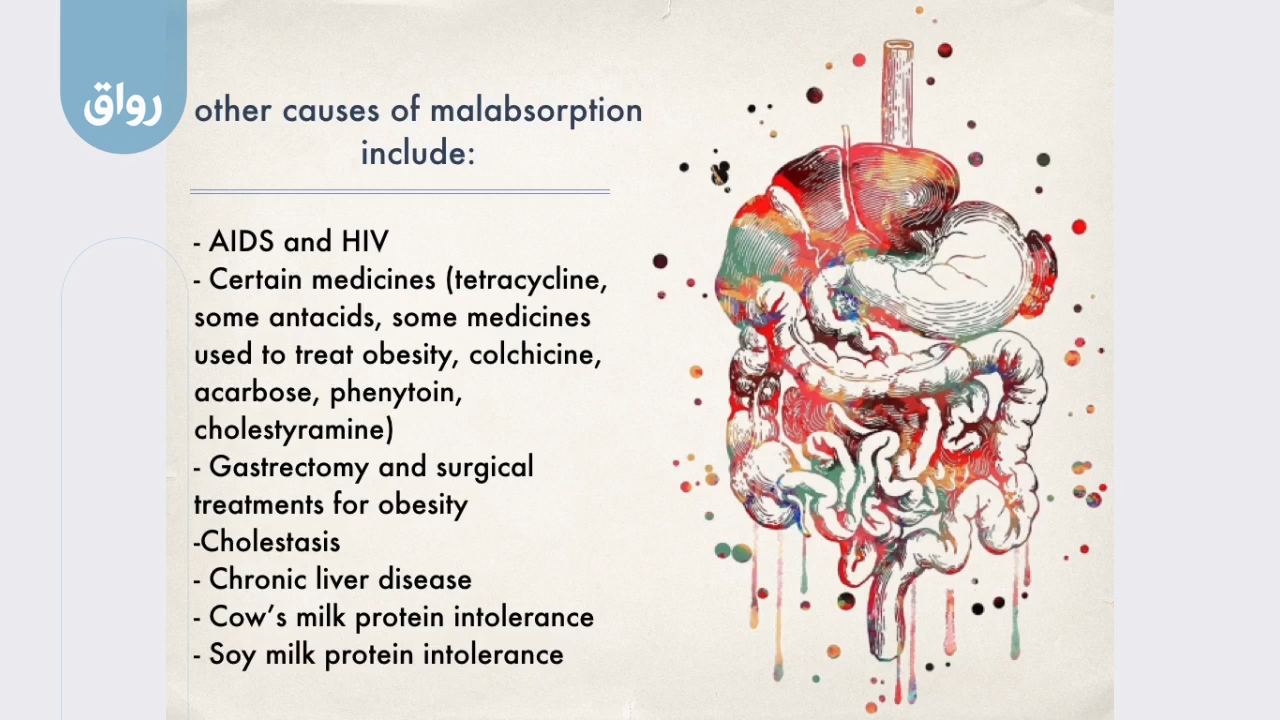 رواق
other causes of malabsorption
include:
- AIDS and HIV
- Certain medicines (tetracycline,
some antacids, some medicines
used to treat obesity, colchicine,
acarbose, phenytoin,
cholestyramine)
- Gastrectomy and surgical
treatments for obesity
-Cholestasis
- Chronic liver disease
- Cow’s milk protein intolerance
- Soy milk protein intolerance